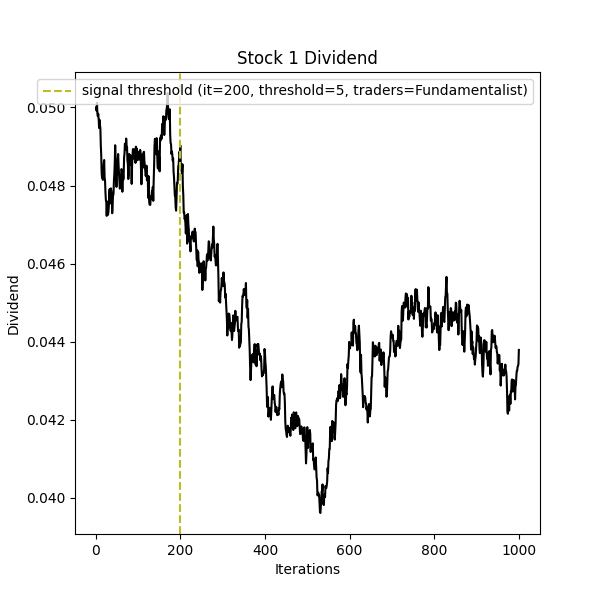 Stock 1 Dividend
signal threshold (it=200, threshold=5, traders=Fundamentalist)
0.050
0.048
0.046
0.044
0.042
0.040
Dividend
0 200 400 600 800 1000
Iterations